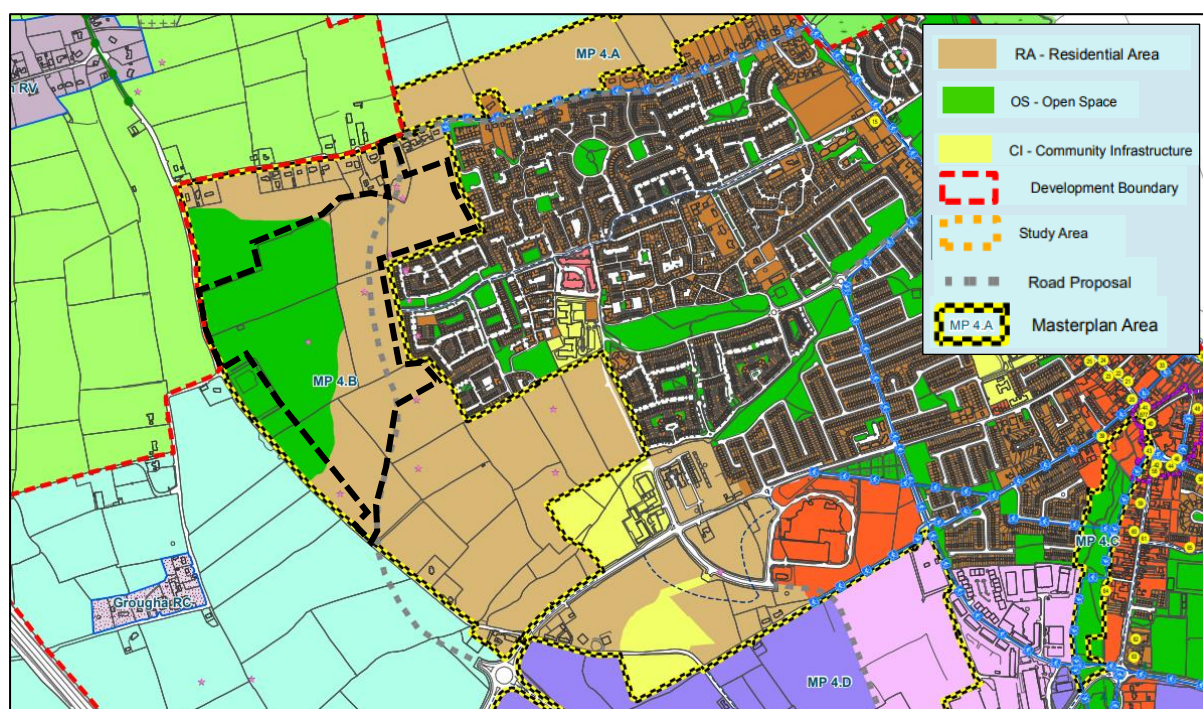 MP 4.A
RV
MP 4.B
Grougha RC
MP 4.C
MP 4.D
RA - Residential Area
OS - Open Space
CI - Community Infrastructure
Development Boundary
Study Area
Road Proposal
MP 4.A
Masterplan Area